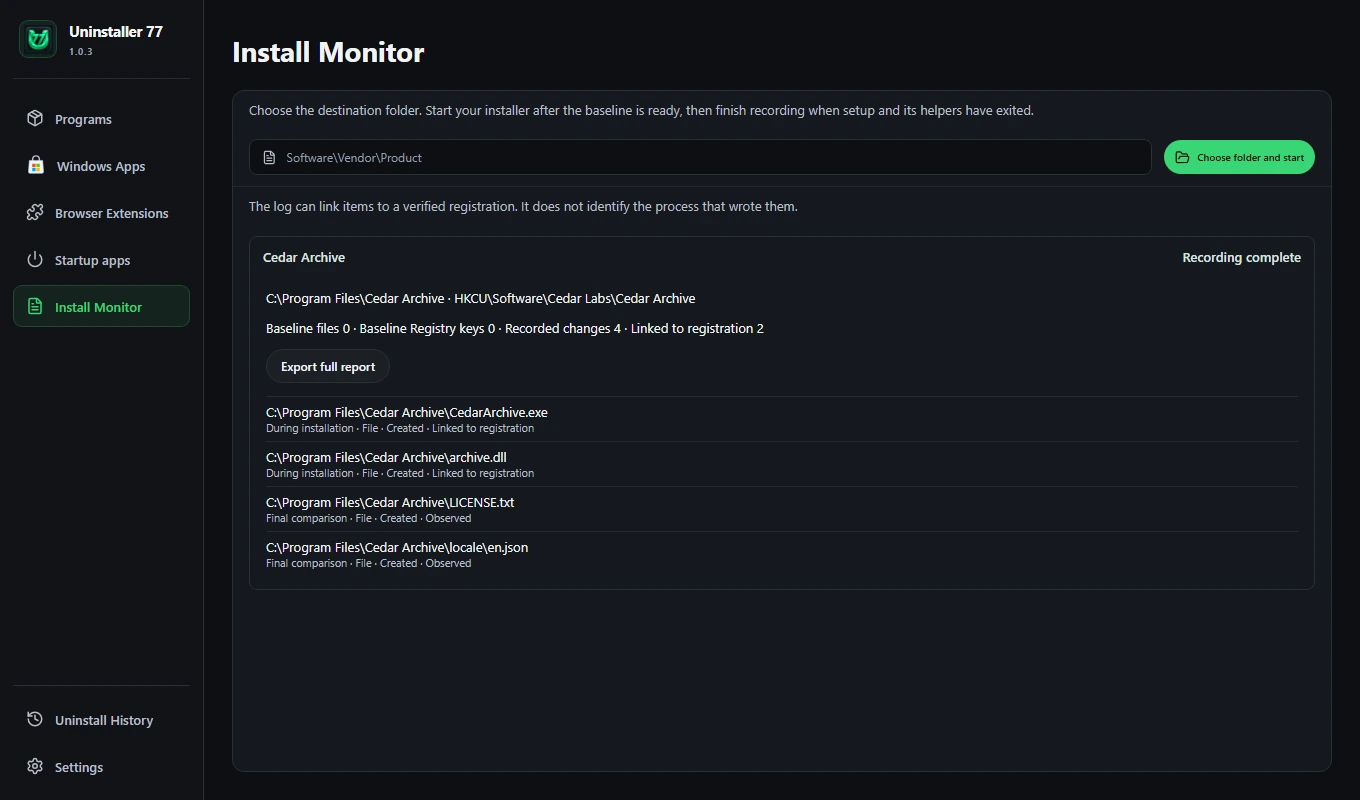 Uninstaller 77
1.0.3
Programs
Windows Apps
Browser Extensions
Startup apps
Install Monitor
Uninstall History
Settings
Install Monitor
Choose the destination folder. Start your installer after the baseline is ready, then finish recording when setup and its helpers have exited.
Software\Vendor\Product
Choose folder and start
The log can link items to a verified registration. It does not identify the process that wrote them.
Cedar Archive
Recording complete
C:\Program Files\Cedar Archive · HKCU\Software\Cedar Labs\Cedar Archive
Baseline files 0 · Baseline Registry keys 0 · Recorded changes 4 · Linked to registration 2
Export full report
C:\Program Files\Cedar Archive\CedarArchive.exe
During installation · File · Created · Linked to registration
C:\Program Files\Cedar Archive\archive.dll
During installation · File · Created · Linked to registration
C:\Program Files\Cedar Archive\LICENSE.txt
Final comparison · File · Created · Observed
C:\Program Files\Cedar Archive\locale\en.json
Final comparison · File · Created · Observed